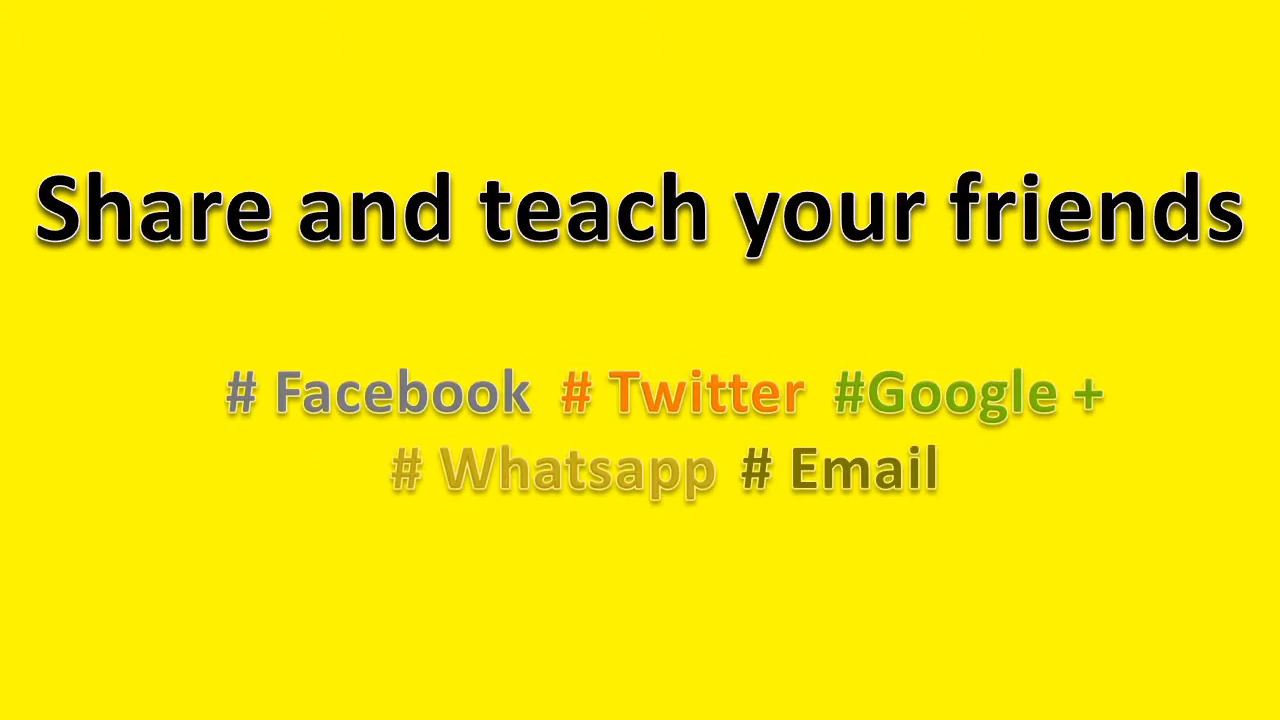 Share and teach your friends
# Facebook # Twitter #Google +
# Whatsapp # Email